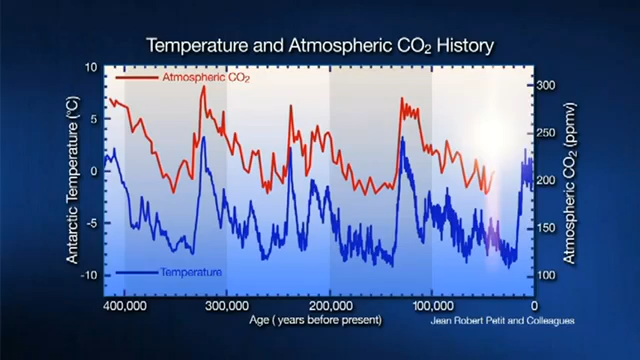 Temperature and Atmospheric CO₂ History
10
5
0
-5
-10
Antarctic Temperature (°C)
Atmospheric CO₂
Temperature
300
250
200
150
100
Atmospheric CO₂ (ppmv)
400,000 300,000 200,000 100,000 0
Age ( years before present)
Jean Robert Petit and Colleagues